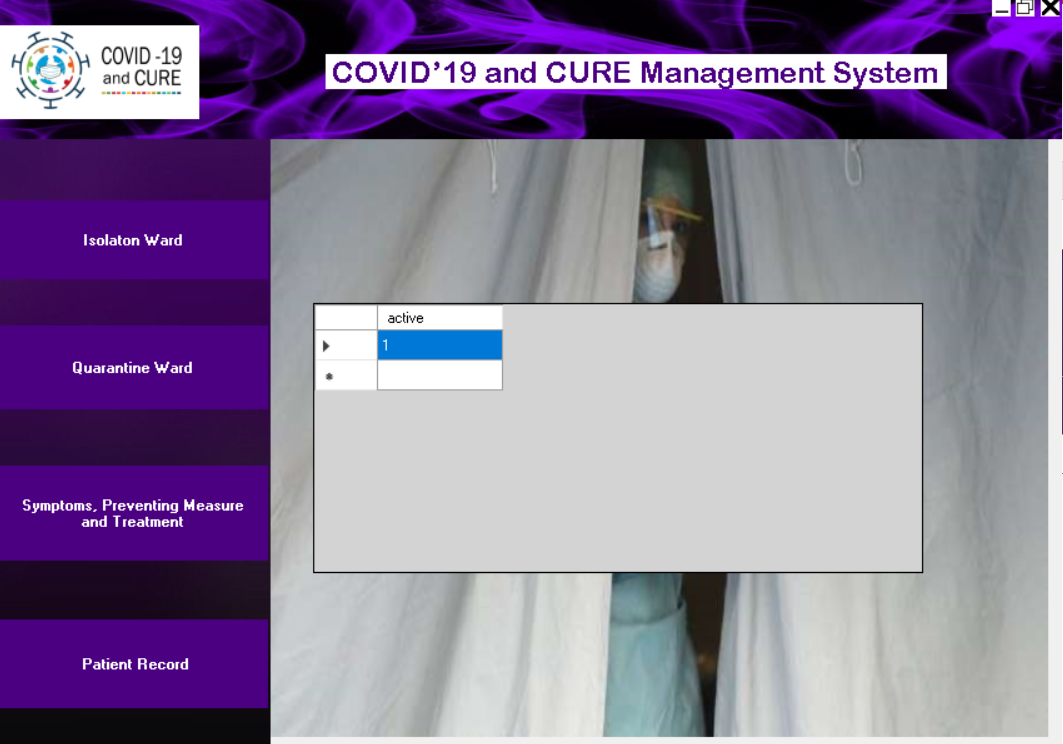 COVID -19
and CURE
COVID'19 and CURE Management System
Isolaton Ward
Quarantine Ward
Symptoms, Preventing Measure
and Treatment
Patient Record
active
1